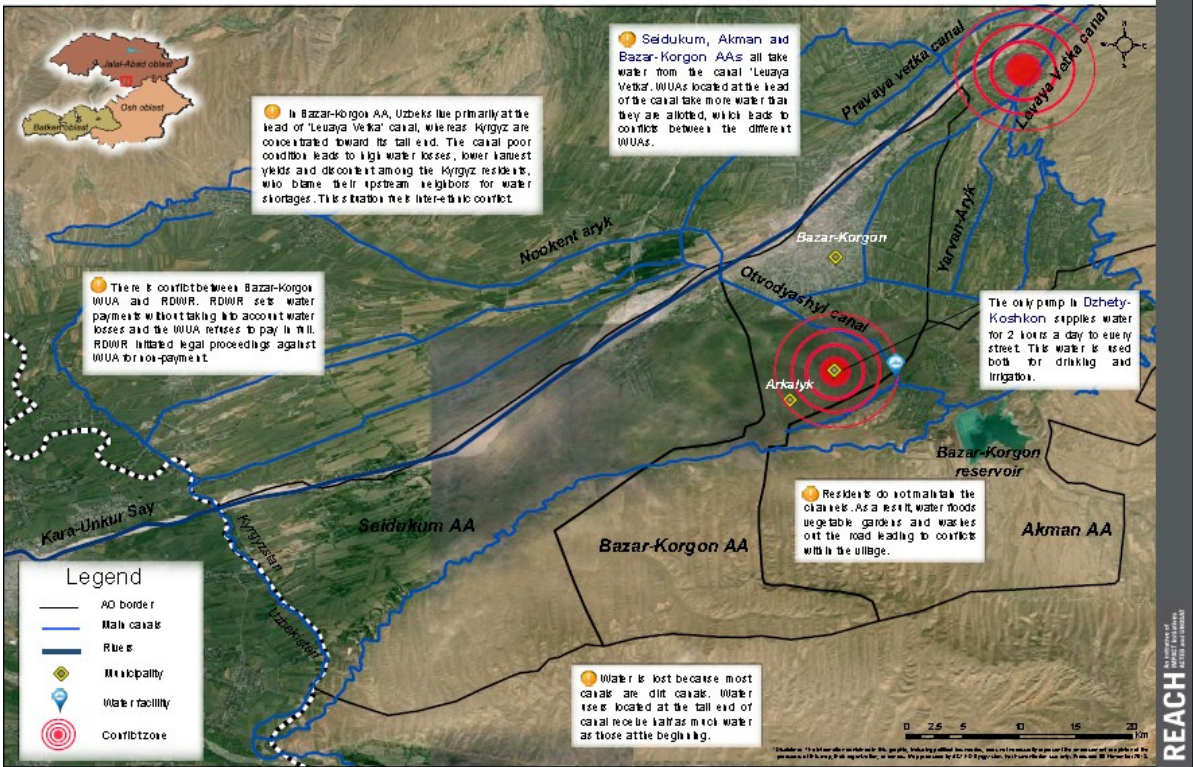 Jalal-Abad oblast
Osh oblast
Batken oblast
In Bazar-Korgon AA, Uzbeks live primarily at the
head of 'Levaya Vetka' canal, whereas Kyrgyz are
concentrated toward its tail end. The canal poor
condition leads to high water losses, lower harvest
yields and discontent among the Kyrgyz residents,
who blame their upstream neighbors for water
shortages. This situation fuels inter-ethnic conflict.
Seidukum, Akman and
Bazar-Korgon AAs all take
water from the canal 'Levaya
Vetka'. WUAs located at the head
of the canal take more water than
they are allotted, which leads to
conflicts between the different
WUAs.
Pravaya vetka canal
Levaya Vetka canal
Nookent aryk
Bazar-Korgon
Yarvan-Aryk
Otvodyashyi canal
There is conflict between Bazar-Korgon
WUA and RDWR. RDWR sets water
payments without taking into account water
losses and the WUA refuses to pay in full.
RDWR initiated legal proceedings against
WUA for non-payment.
The only pump in Dzhety-
Koshkon supplies water
for 2 hours a day to every
street. This water is used
both for drinking and
irrigation.
Arkalyk
Bazar-Korgon
reservoir
Residents do not maintain the
channels. As a result, water floods
vegetable gardens and washes
out the road leading to conflicts
within the village.
Kara-Unkur Say
Kyrgyzstan
Uzbekistan
Seidukum AA
Bazar-Korgon AA
Akman AA
Legend
AO border
Main canals
Rivers
Municipality
Water facility
Conflict zone
Water is lost because most
canals are dirt canals. Water
users located at the tail end of
canal receive half as much water
as those at the beginning.
0 2,5 5 10 15 20
Km
REACH
An initiative of
IMPACT Initiatives
ACTED and UNOSAT